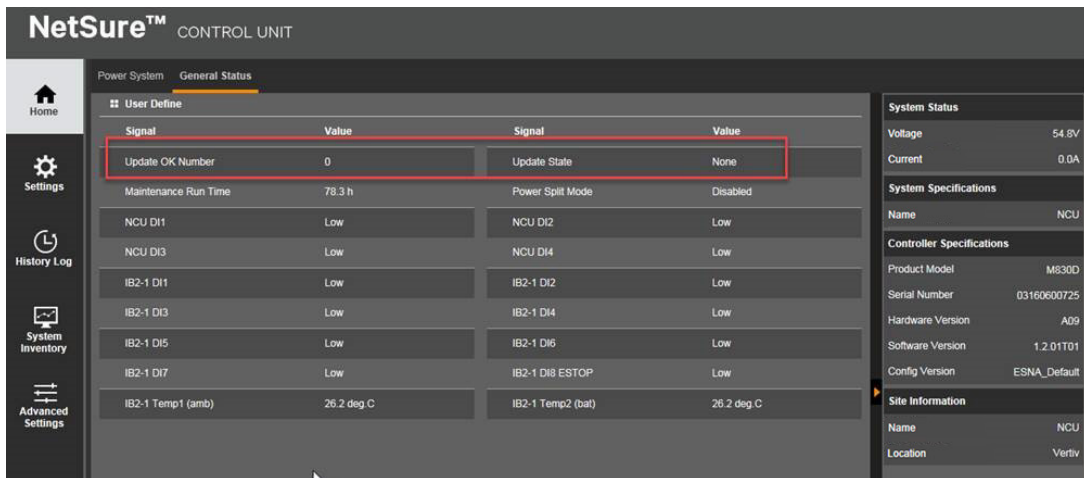 NetSure™ CONTROL UNIT
Home
Settings
History Log
System Inventory
Advanced Settings
Power System General Status
User Define
Signal Value Signal Value
Update OK Number 0 Update State None
Maintenance Run Time 78.3 h Power Split Mode Disabled
NCU DI1 Low NCU DI2 Low
NCU DI3 Low NCU DI4 Low
IB2-1 DI1 Low IB2-1 DI2 Low
IB2-1 DI3 Low IB2-1 DI4 Low
IB2-1 DI5 Low IB2-1 DI6 Low
IB2-1 DI7 Low IB2-1 DI8 ESTOP Low
IB2-1 Temp1 (amb) 26.2 deg.C IB2-1 Temp2 (bat) 26.2 deg.C
System Status
Voltage 54.8V
Current 0.0A
System Specifications
Name NCU
Controller Specifications
Product Model M830D
Serial Number 03160600725
Hardware Version A09
Software Version 1.2.01T01
Config Version ESNA_Default
Site Information
Name NCU
Location Vertiv